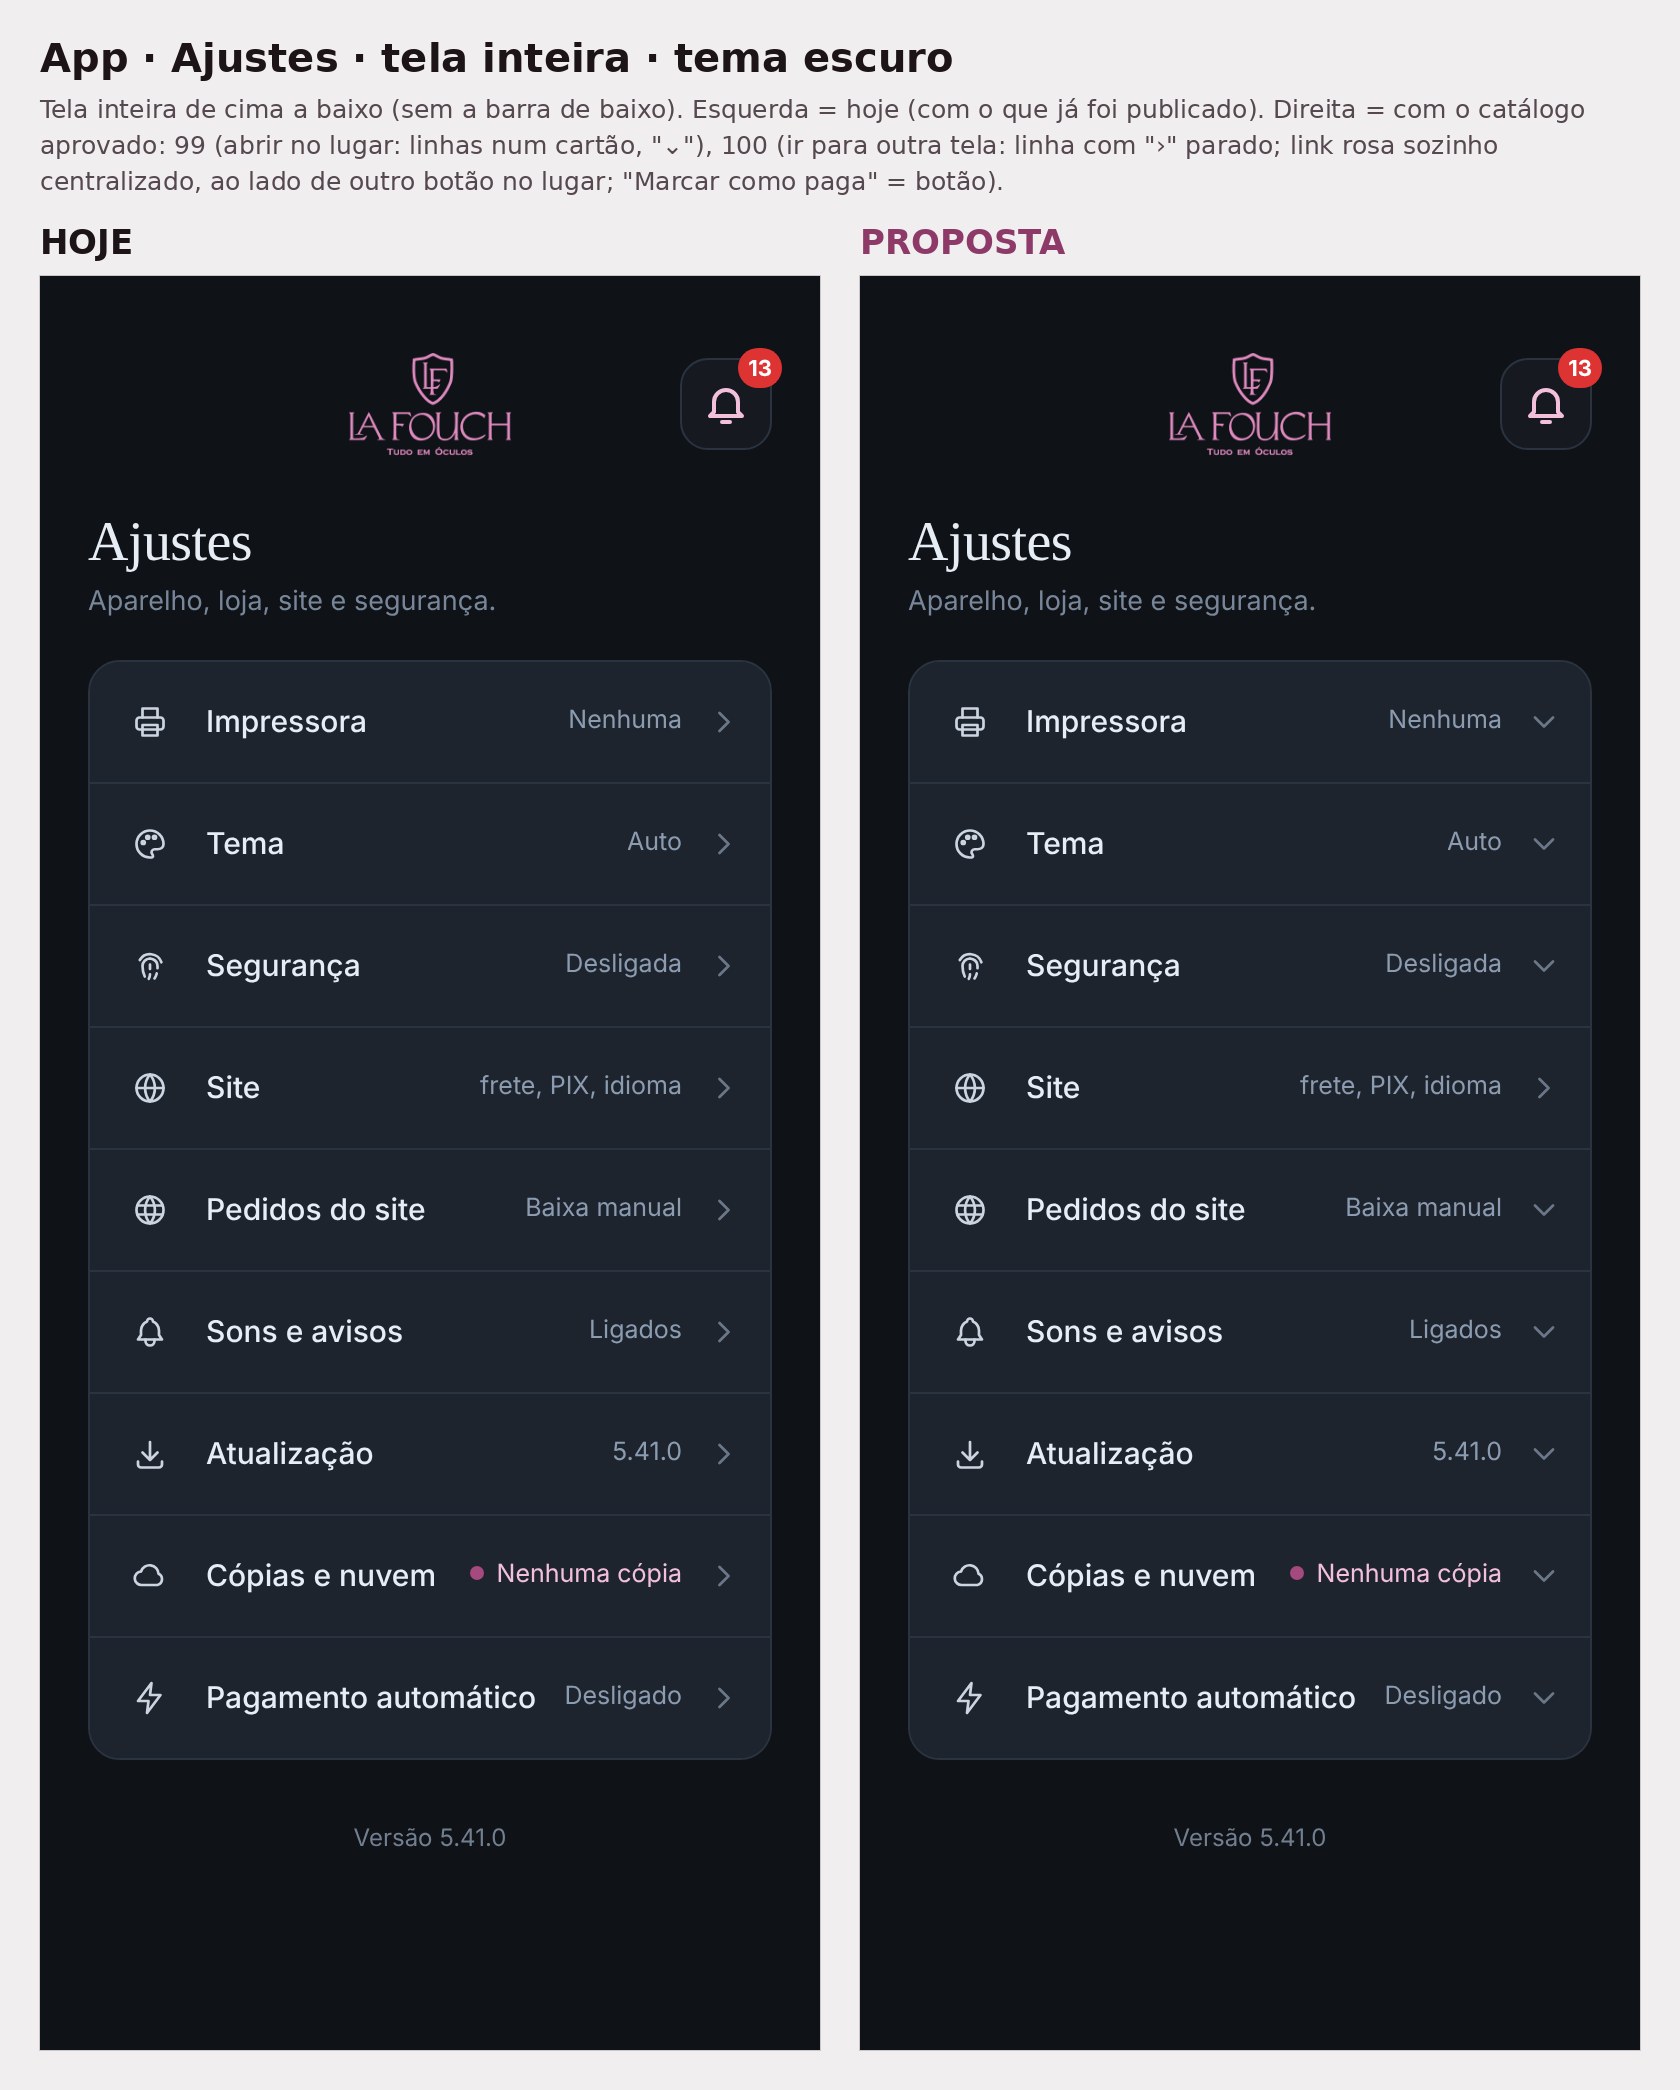 App · Ajustes · tela inteira · tema escuro
Tela inteira de cima a baixo (sem a barra de baixo). Esquerda = hoje (com o que já foi publicado). Direita = com o catálogo
aprovado: 99 (abrir no lugar: linhas num cartão, "⌄"), 100 (ir para outra tela: linha com "›" parado; link rosa sozinho
centralizado, ao lado de outro botão no lugar; "Marcar como paga" = botão).
HOJE
13
LF
LA FOUCH
TUDO EM ÓCULOS
Ajustes
Aparelho, loja, site e segurança.
Impressora Nenhuma
Tema Auto
Segurança Desligada
Site frete, PIX, idioma
Pedidos do site Baixa manual
Sons e avisos Ligados
Atualização 5.41.0
Cópias e nuvem Nenhuma cópia
Pagamento automático Desligado
Versão 5.41.0
PROPOSTA
13
LF
LA FOUCH
TUDO EM ÓCULOS
Ajustes
Aparelho, loja, site e segurança.
Impressora Nenhuma
Tema Auto
Segurança Desligada
Site frete, PIX, idioma
Pedidos do site Baixa manual
Sons e avisos Ligados
Atualização 5.41.0
Cópias e nuvem Nenhuma cópia
Pagamento automático Desligado
Versão 5.41.0